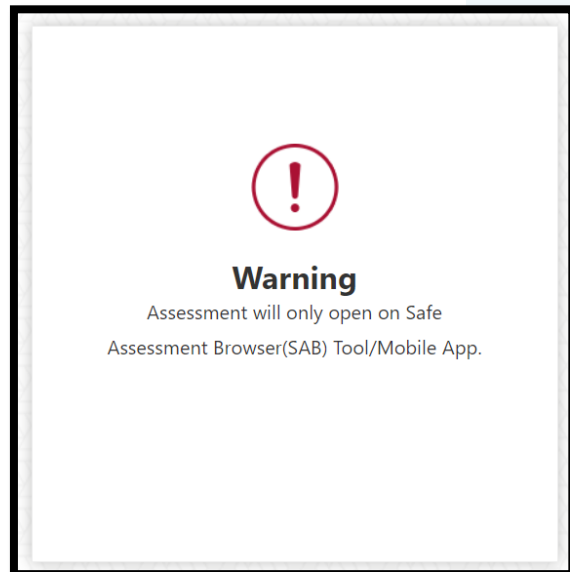 Warning
Assessment will only open on Safe
Assessment Browser(SAB) Tool/Mobile App.